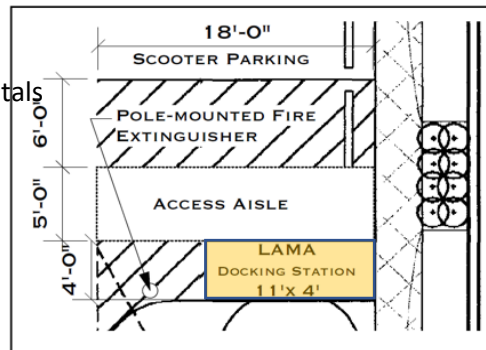 18'-0"
SCOOTER PARKING
tals
6'-0"
POLE-MOUNTED FIRE
EXTINGUISHER
5'-0"
ACCESS AISLE
4'-0"
LAMA
DOCKING STATION
11'X 4'